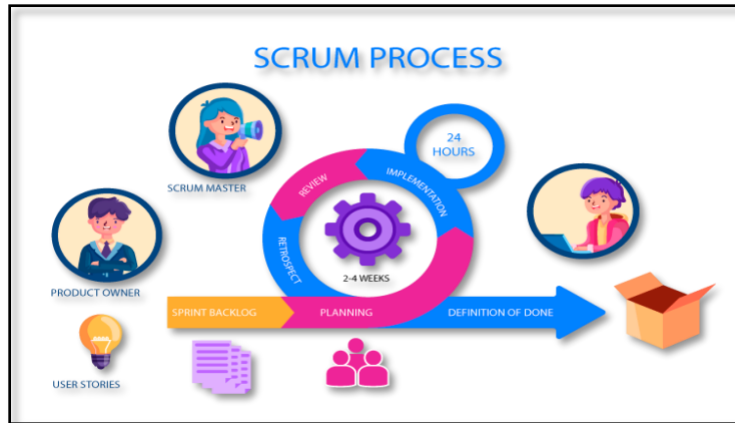 SCRUM PROCESS
24
HOURS
SCRUM MASTER
REVIEW
IMPLEMENTATION
RETROSPECT
2-4 WEEKS
PRODUCT OWNER
SPRINT BACKLOG
PLANNING
DEFINITION OF DONE
USER STORIES